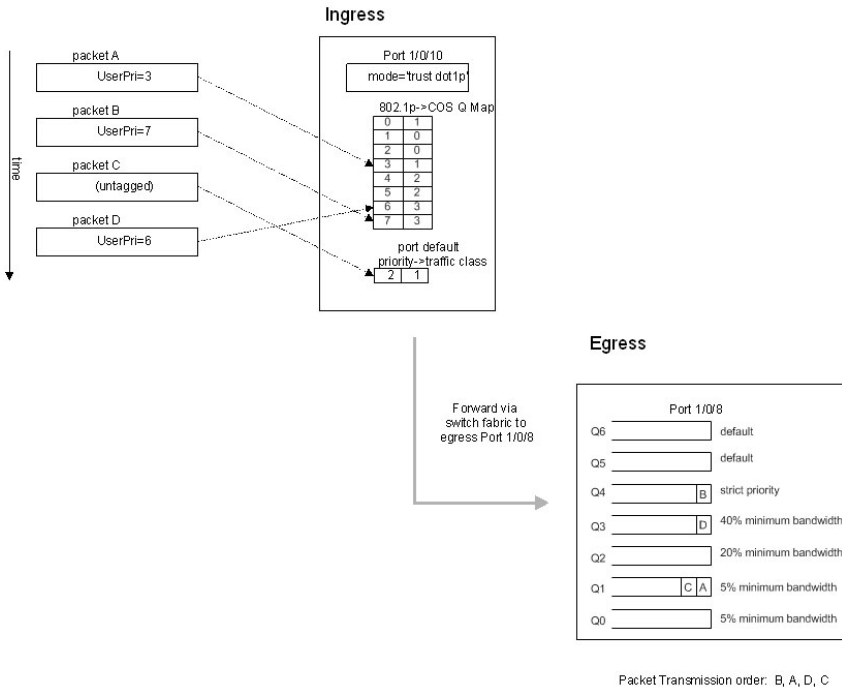 Ingress
packet A
UserPri=3
packet B
UserPri=7
packet C
(untagged)
packet D
UserPri=6
time
Port 1/0/10
mode='trust dot1p'
802.1p->COS Q Map
0 1
1 0
2 0
3 1
4 2
5 2
6 3
7 3
port default
priority->traffic class
2 1
Forward via
switch fabric to
egress Port 1/0/8
Egress
Port 1/0/8
Q6 default
Q5 default
Q4 B strict priority
Q3 D 40% minimum bandwidth
Q2 20% minimum bandwidth
Q1 C A 5% minimum bandwidth
Q0 5% minimum bandwidth
Packet Transmission order: B, A, D, C